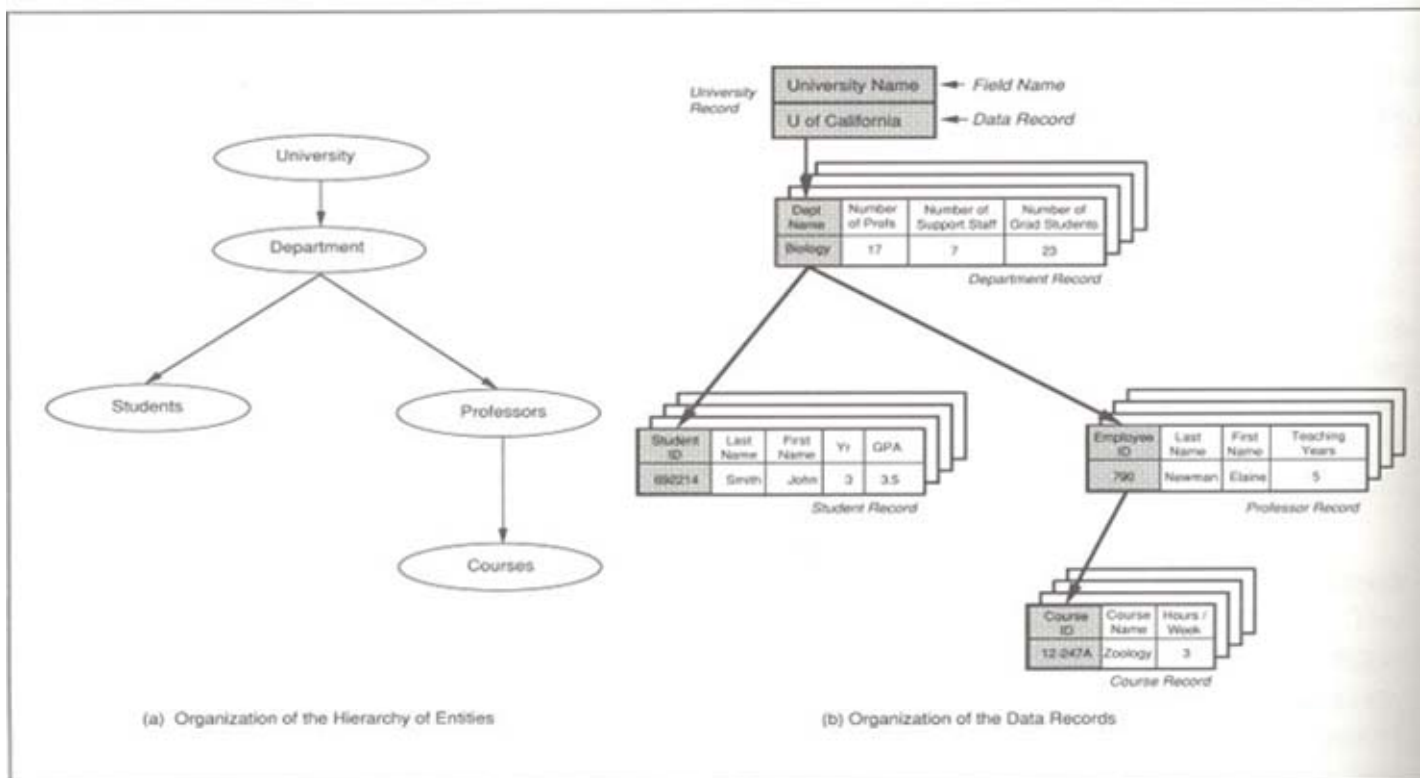 University
Department
Students
Professors
Courses
(a) Organization of the Hierarchy of Entities
University Record
University Name
Field Name
U of California
Data Record
Dept Name
Number of Profs
Number of Support Staff
Number of Grad Students
Biology
17
7
23
Department Record
Student ID
Last Name
First Name
Yr
GPA
692214
Smith
John
3
3.5
Student Record
Employee ID
Last Name
First Name
Teaching Years
790
Newman
Elaine
5
Professor Record
Course ID
Course Name
Hours / Week
12-247A
Zoology
3
Course Record
(b) Organization of the Data Records